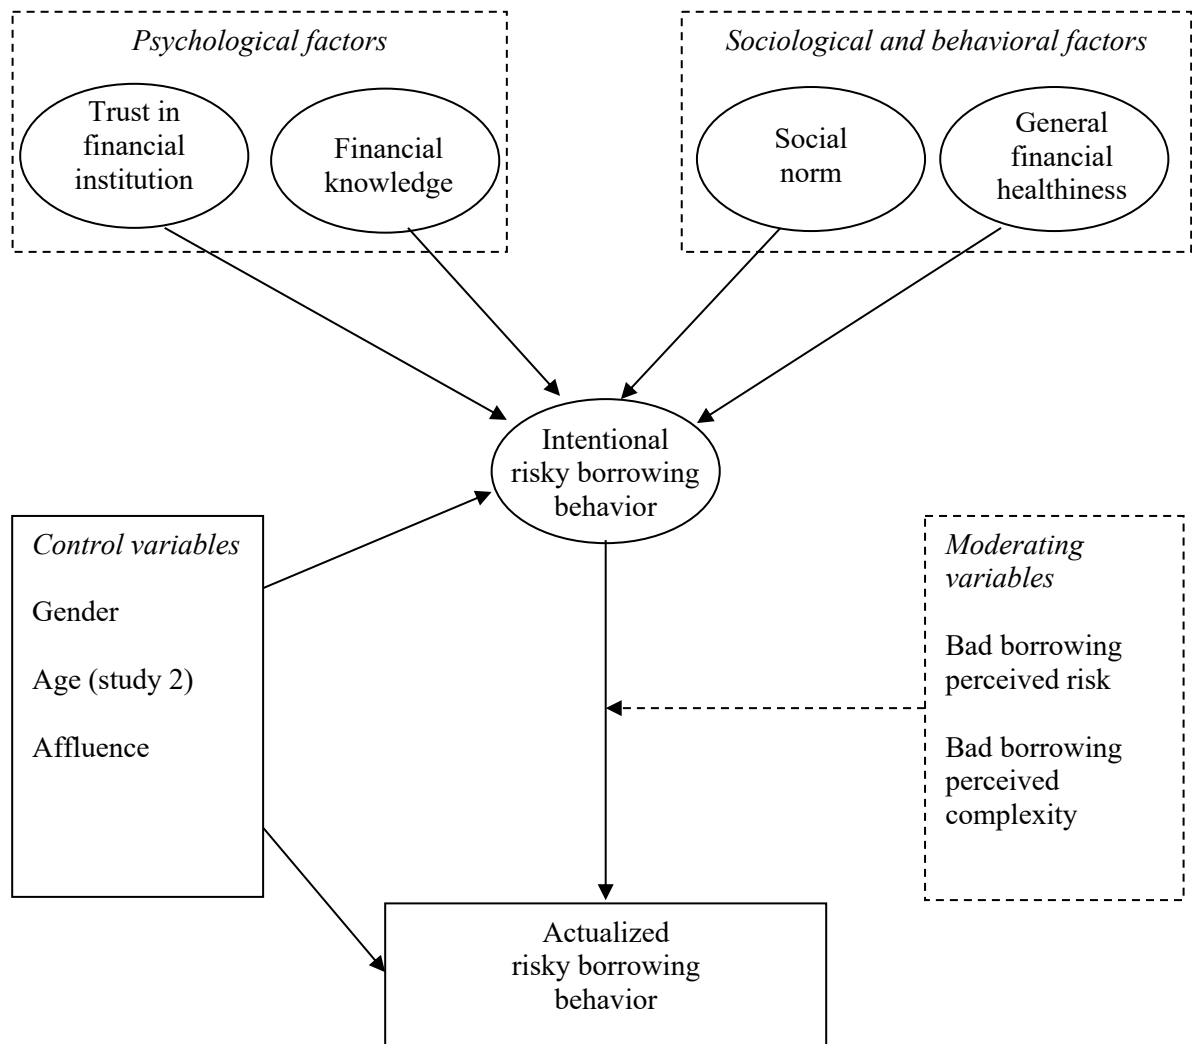 Psychological factors
Sociological and behavioral factors
Trust in
financial
institution
Financial
knowledge
Social
norm
General
financial
healthiness
Intentional
risky borrowing
behavior
Control variables
Gender
Age (study 2)
Affluence
Moderating
variables
Bad borrowing
perceived risk
Bad borrowing
perceived
complexity
Actualized
risky borrowing
behavior